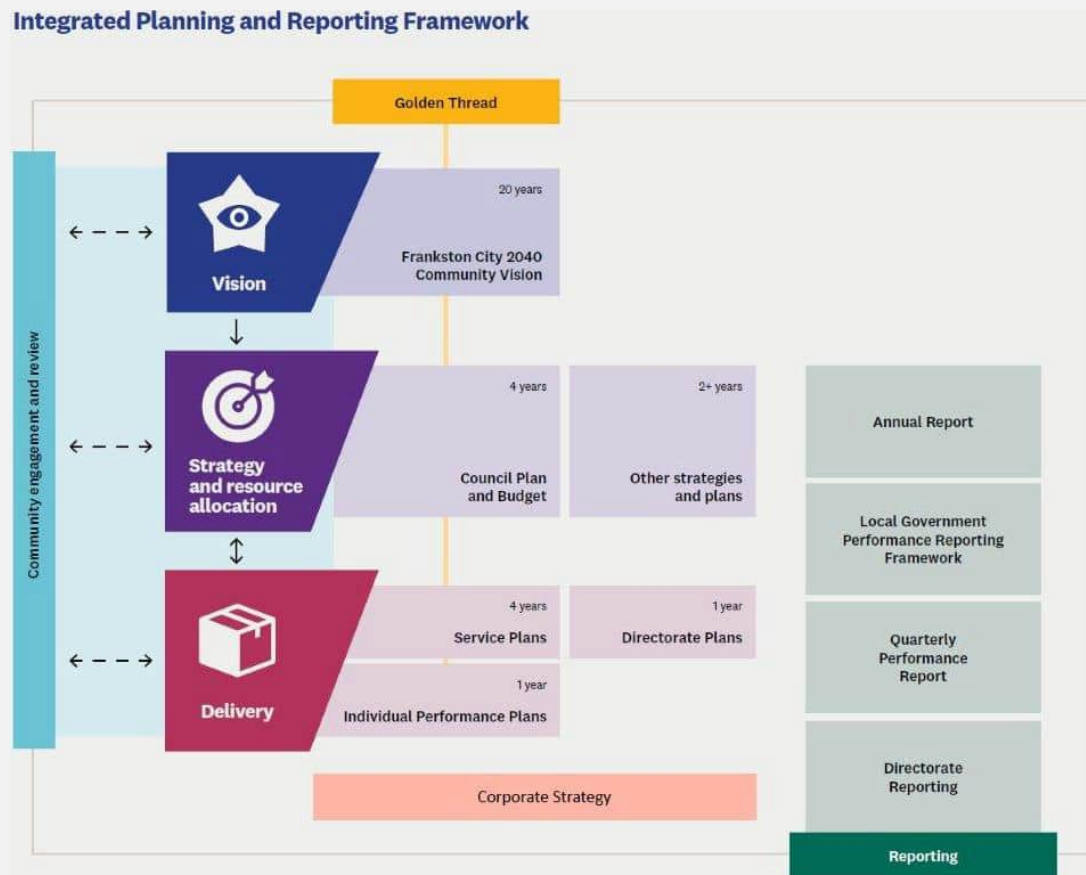 Integrated Planning and Reporting Framework
Golden Thread
Community engagement and review
Vision
20 years
Frankston City 2040
Community Vision
Strategy
and resource
allocation
4 years
Council Plan
and Budget
2+ years
Other strategies
and plans
Delivery
4 years
Service Plans
1 year
Directorate Plans
1 year
Individual Performance Plans
Corporate Strategy
Annual Report
Local Government
Performance Reporting
Framework
Quarterly
Performance
Report
Directorate
Reporting
Reporting